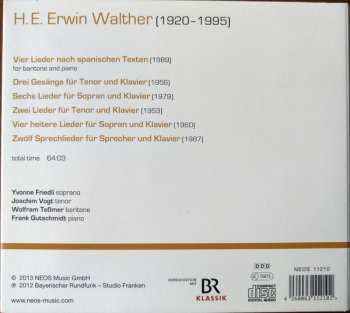 H.E. Erwin Walther [1920–1995]
Vier Lieder nach spanischen Texten [1989]
for baritone and piano
Drei Gesänge für Tenor und Klavier [1956]
Sechs Lieder für Sopran und Klavier [1979]
Zwei Lieder für Tenor und Klavier [1953]
Vier heitere Lieder für Sopran und Klavier [1960]
Zwölf Sprechlieder für Sprecher und Klavier [1987]
total time 64:03
Yvonne Friedli soprano
Joachim Vogt tenor
Wolfram Teßmer baritone
Frank Gutschmidt piano
© 2013 NEOS Music GmbH
℗ 2012 Bayerischer Rundfunk – Studio Franken
www.neos-music.com
BR
KLASSIK
DDD
COMPACT
disc
DIGITAL AUDIO
NEOS 11210